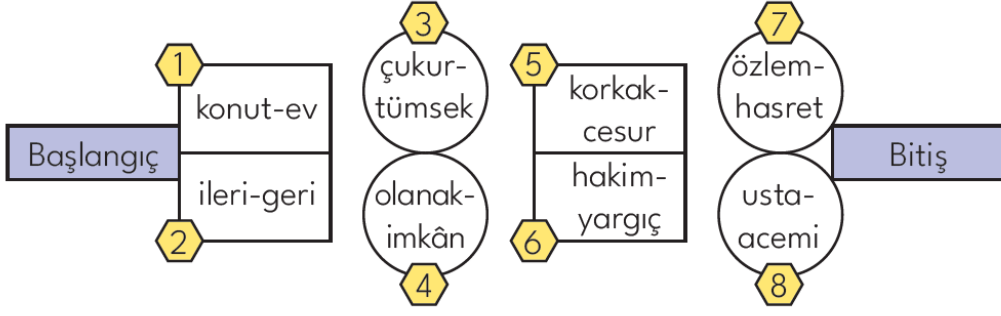 Başlangıç
1
konut-ev
2
ileri-geri
3
çukur-
tümsek
4
olanak-
imkân
5
korkak-
cesur
6
hakim-
yargıç
7
özlem-
hasret
8
usta-
acemi
Bitiş